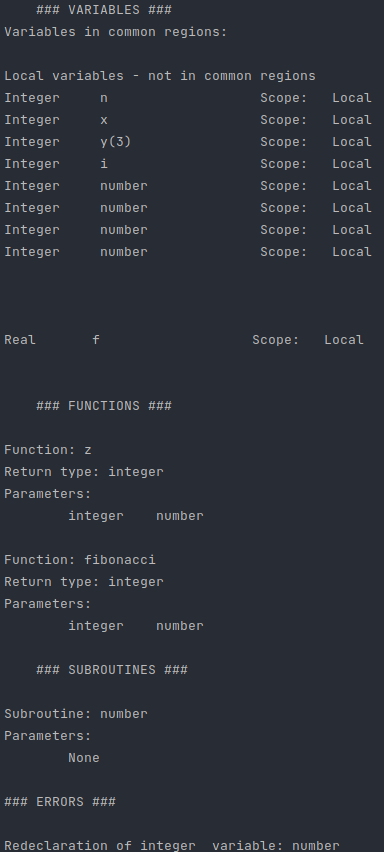 ### VARIABLES ###
Variables in common regions:
Local variables - not in common regions
Integer     n                   Scope:   Local
Integer     x                   Scope:   Local
Integer     y(3)                Scope:   Local
Integer     i                   Scope:   Local
Integer     number              Scope:   Local
Integer     number              Scope:   Local
Integer     number              Scope:   Local
Integer     number              Scope:   Local
Real       f                   Scope:   Local
### FUNCTIONS ###
Function: z
Return type: integer
Parameters:
integer    number
Function: fibonacci
Return type: integer
Parameters:
integer    number
### SUBROUTINES ###
Subroutine: number
Parameters:
None
### ERRORS ###
Redeclaration of integer  variable: number